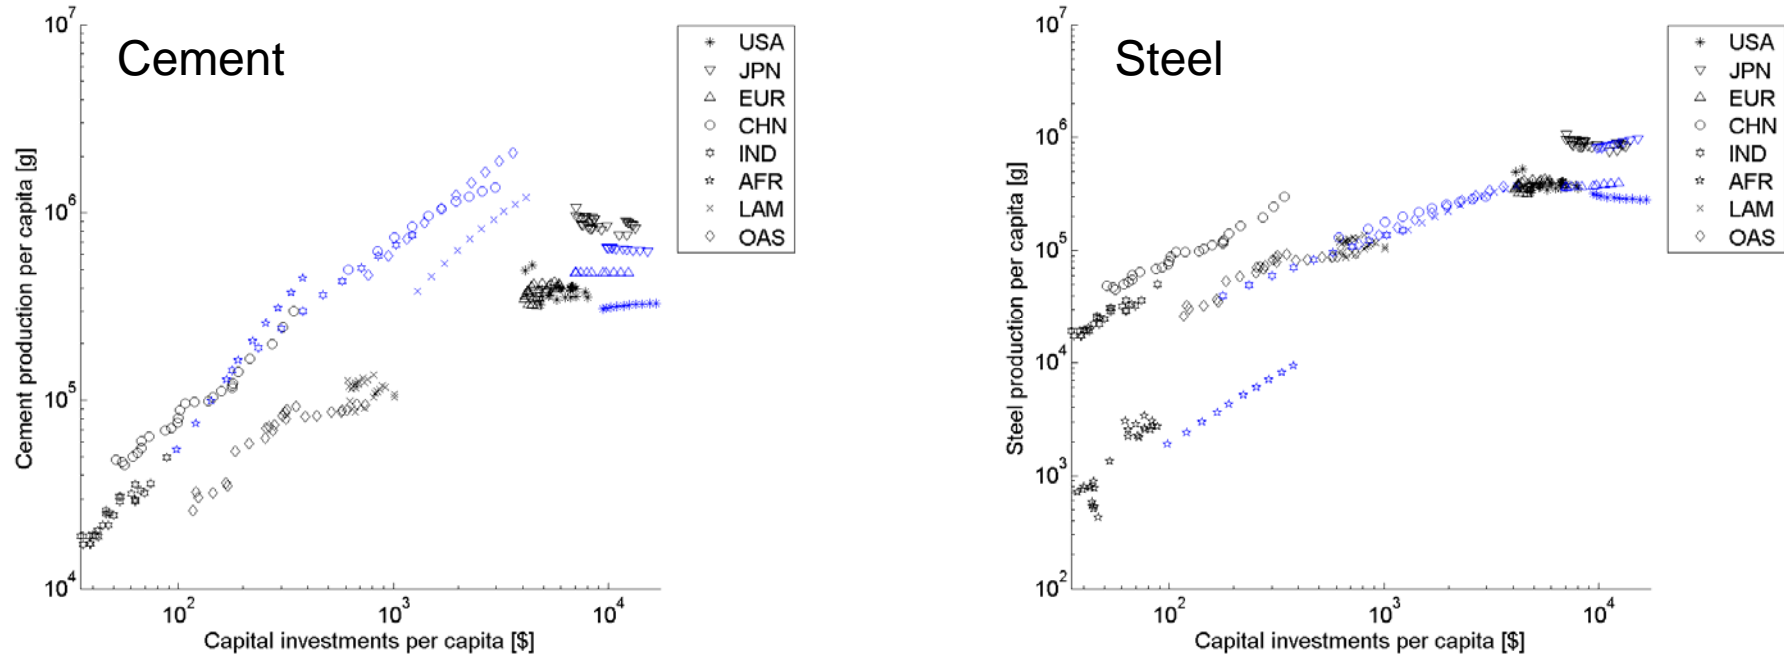 Cement
Cement production per capita [g]
10^7
10^6
10^5
10^4
10^2
10^3
10^4
Capital investments per capita [$]
USA
JPN
EUR
CHN
IND
AFR
LAM
OAS
Steel
Steel production per capita [g]
10^7
10^6
10^5
10^4
10^3
10^2
10^2
10^3
10^4
Capital investments per capita [$]
USA
JPN
EUR
CHN
IND
AFR
LAM
OAS